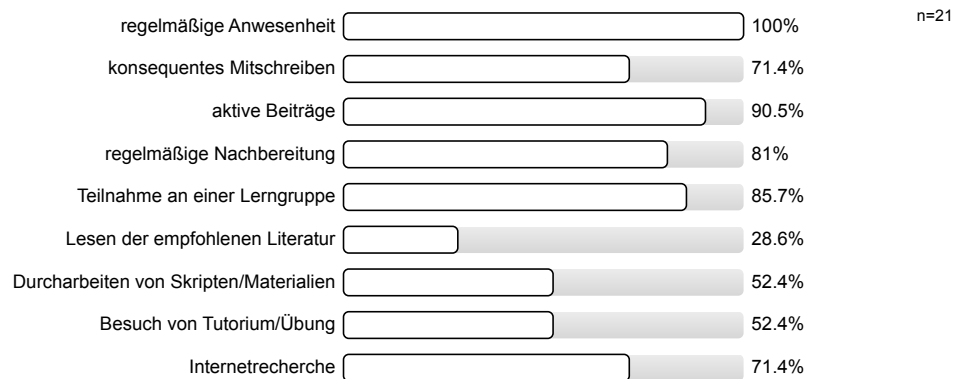 n=21
regelmäßige Anwesenheit 100%
konsequentes Mitschreiben 71.4%
aktive Beiträge 90.5%
regelmäßige Nachbereitung 81%
Teilnahme an einer Lerngruppe 85.7%
Lesen der empfohlenen Literatur 28.6%
Durcharbeiten von Skripten/Materialien 52.4%
Besuch von Tutorium/Übung 52.4%
Internetrecherche 71.4%